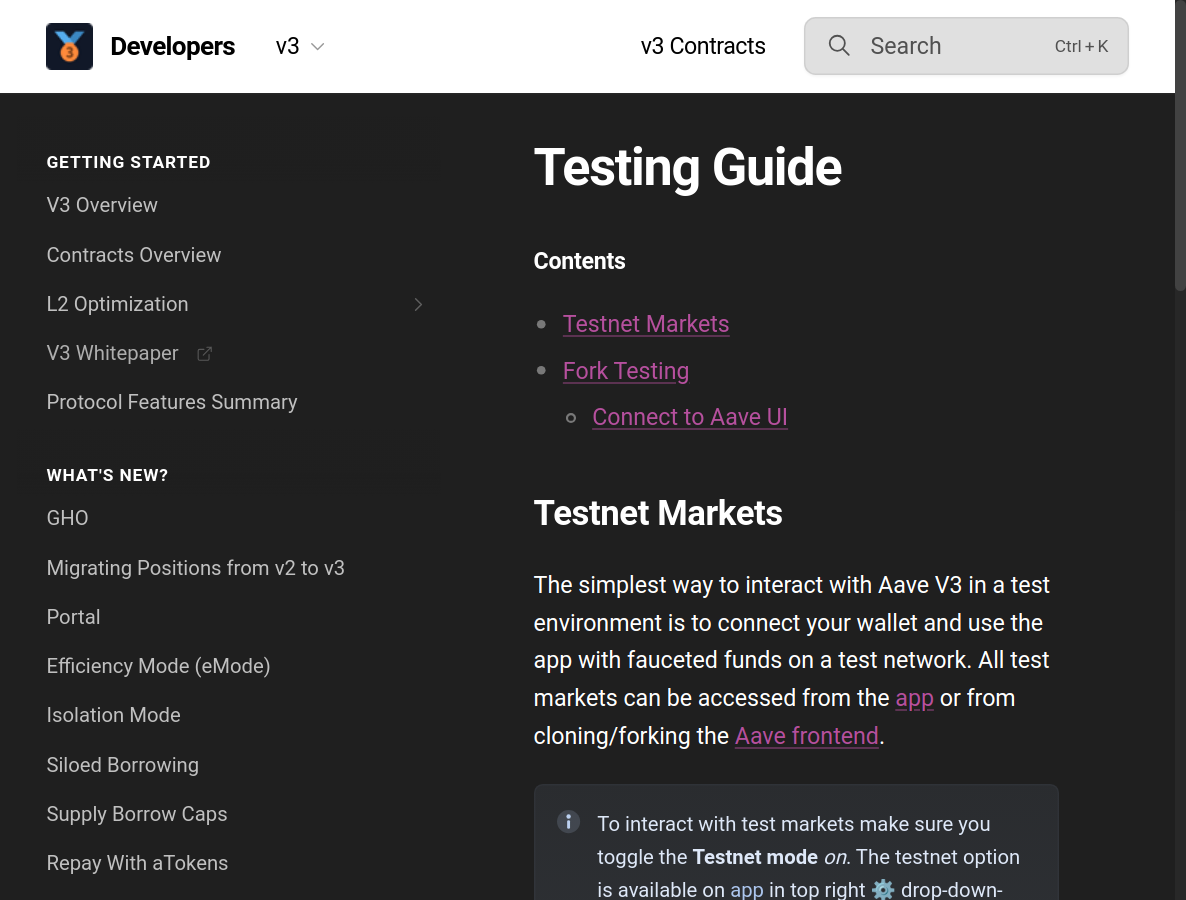 Developers
v3
v3 Contracts
Search
Ctrl + K
GETTING STARTED
V3 Overview
Contracts Overview
L2 Optimization
V3 Whitepaper
Protocol Features Summary
WHAT'S NEW?
GHO
Migrating Positions from v2 to v3
Portal
Efficiency Mode (eMode)
Isolation Mode
Siloed Borrowing
Supply Borrow Caps
Repay With aTokens
Testing Guide
Contents
Testnet Markets
Fork Testing
Connect to Aave UI
Testnet Markets
The simplest way to interact with Aave V3 in a test
environment is to connect your wallet and use the
app with fauceted funds on a test network. All test
markets can be accessed from the app or from
cloning/forking the Aave frontend.
To interact with test markets make sure you
toggle the Testnet mode on. The testnet option
is available on app in top right ⚙️ drop-down-